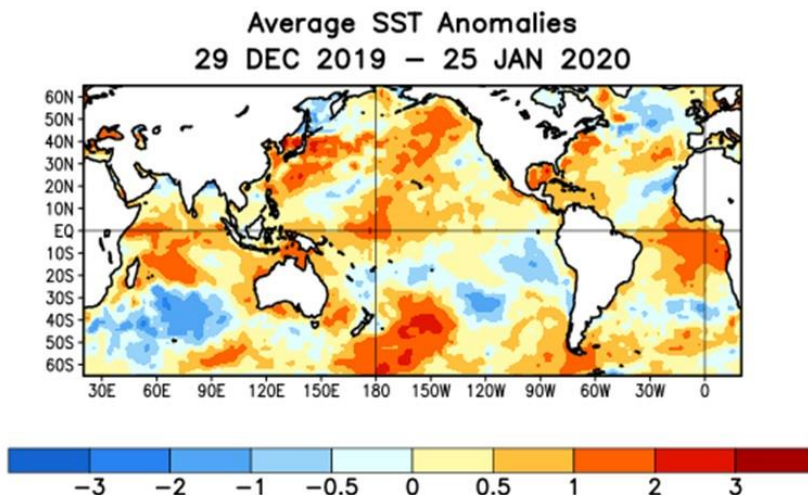 Average SST Anomalies
29 DEC 2019 – 25 JAN 2020
60N
50N
40N
30N
20N
10N
EQ
10S
20S
30S
40S
50S
60S
30E 60E 90E 120E 150E 180 150W 120W 90W 60W 30W 0
-3 -2 -1 -0.5 0 0.5 1 2 3